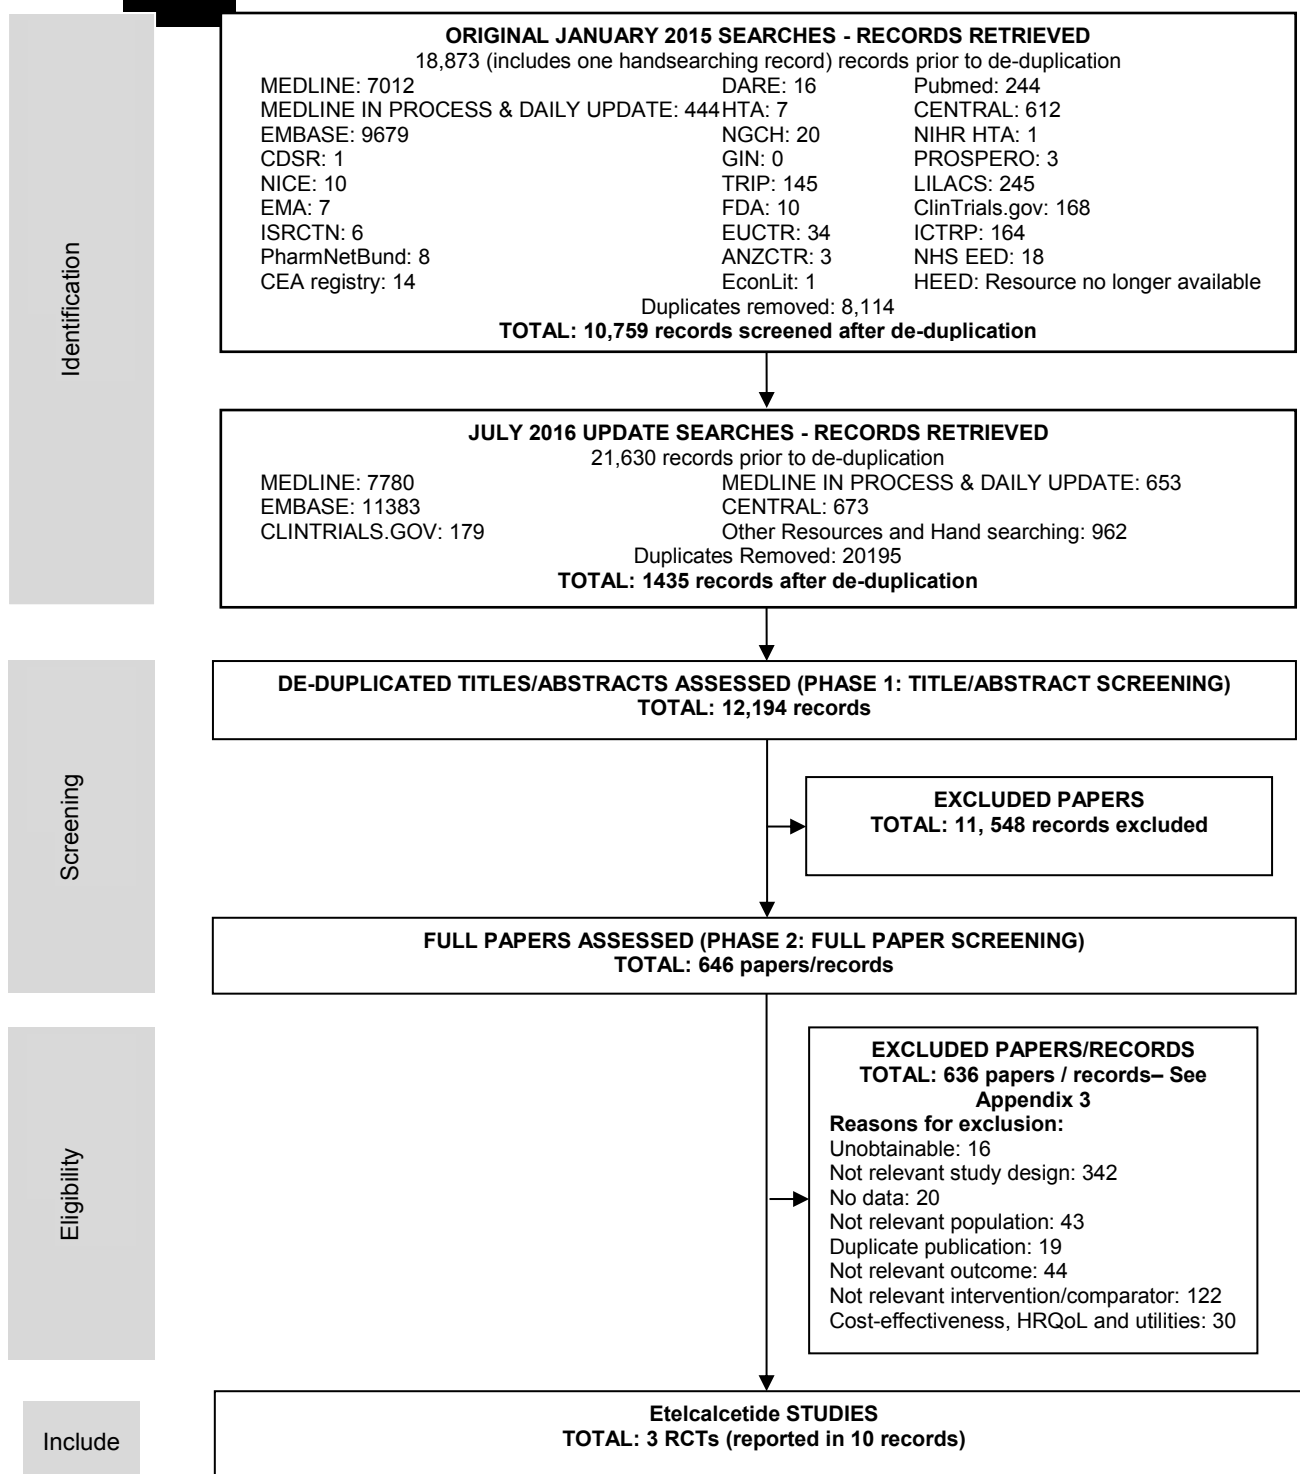 ORIGINAL JANUARY 2015 SEARCHES - RECORDS RETRIEVED
18,873 (includes one handsearching record) records prior to de-duplication
MEDLINE: 7012 DARE: 16 Pubmed: 244
MEDLINE IN PROCESS & DAILY UPDATE: 444 HTA: 7 CENTRAL: 612
EMBASE: 9679 NGCH: 20 NIHR HTA: 1
CDSR: 1 GIN: 0 PROSPERO: 3
NICE: 10 TRIP: 145 LILACS: 245
EMA: 7 FDA: 10 ClinTrials.gov: 168
ISRCTN: 6 EUCTR: 34 ICTRP: 164
PharmNetBund: 8 ANZCTR: 3 NHS EED: 18
CEA registry: 14 EconLit: 1 HEED: Resource no longer available
Duplicates removed: 8,114
TOTAL: 10,759 records screened after de-duplication
Identification
JULY 2016 UPDATE SEARCHES - RECORDS RETRIEVED
21,630 records prior to de-duplication
MEDLINE: 7780 MEDLINE IN PROCESS & DAILY UPDATE: 653
EMBASE: 11383 CENTRAL: 673
CLINTRIALS.GOV: 179 Other Resources and Hand searching: 962
Duplicates Removed: 20195
TOTAL: 1435 records after de-duplication
DE-DUPLICATED TITLES/ABSTRACTS ASSESSED (PHASE 1: TITLE/ABSTRACT SCREENING)
TOTAL: 12,194 records
Screening
EXCLUDED PAPERS
TOTAL: 11, 548 records excluded
FULL PAPERS ASSESSED (PHASE 2: FULL PAPER SCREENING)
TOTAL: 646 papers/records
Eligibility
EXCLUDED PAPERS/RECORDS
TOTAL: 636 papers / records– See
Appendix 3
Reasons for exclusion:
Unobtainable: 16
Not relevant study design: 342
No data: 20
Not relevant population: 43
Duplicate publication: 19
Not relevant outcome: 44
Not relevant intervention/comparator: 122
Cost-effectiveness, HRQoL and utilities: 30
Include
Etelcalcetide STUDIES
TOTAL: 3 RCTs (reported in 10 records)